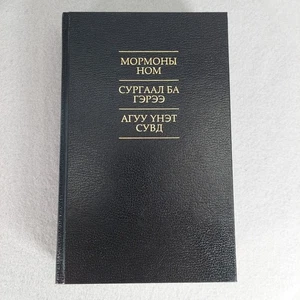 МОРМОНЫ
НОМ
СУРГААЛ БА
ГЭРЭЭ
АГУУ ҮНЭТ
СУВД